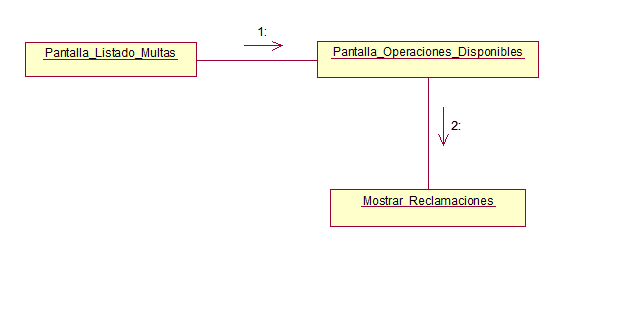 1:
Pantalla_Listado_Multas
Pantalla_Operaciones_Disponibles
2:
Mostrar_Reclamaciones